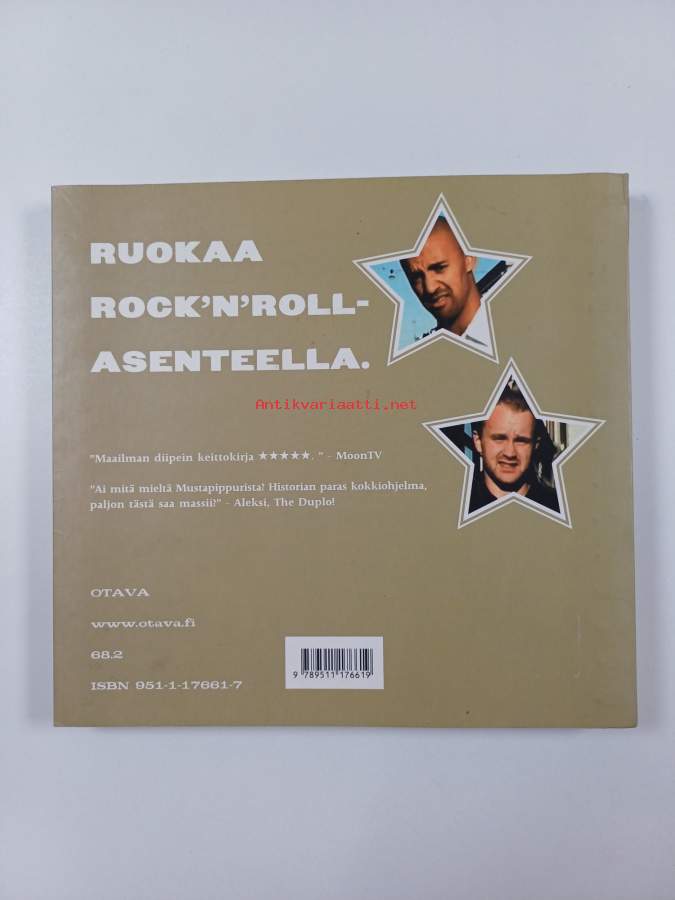 RUOKAA
ROCK'N'ROLL-
ASENTEELLA.
Antikvariaatti.net
"Maailman diipein keittokirja ★★★★★. " - MoonTV
"Ai mitä mieltä Mustapippurista? Historian paras kokkiohjelma,
paljon tästä saa massii?" - Aleksi, The Duplo!
OTAVA
www.otava.fi
68.2
ISBN 951-1-17661-7
9 789511 176619